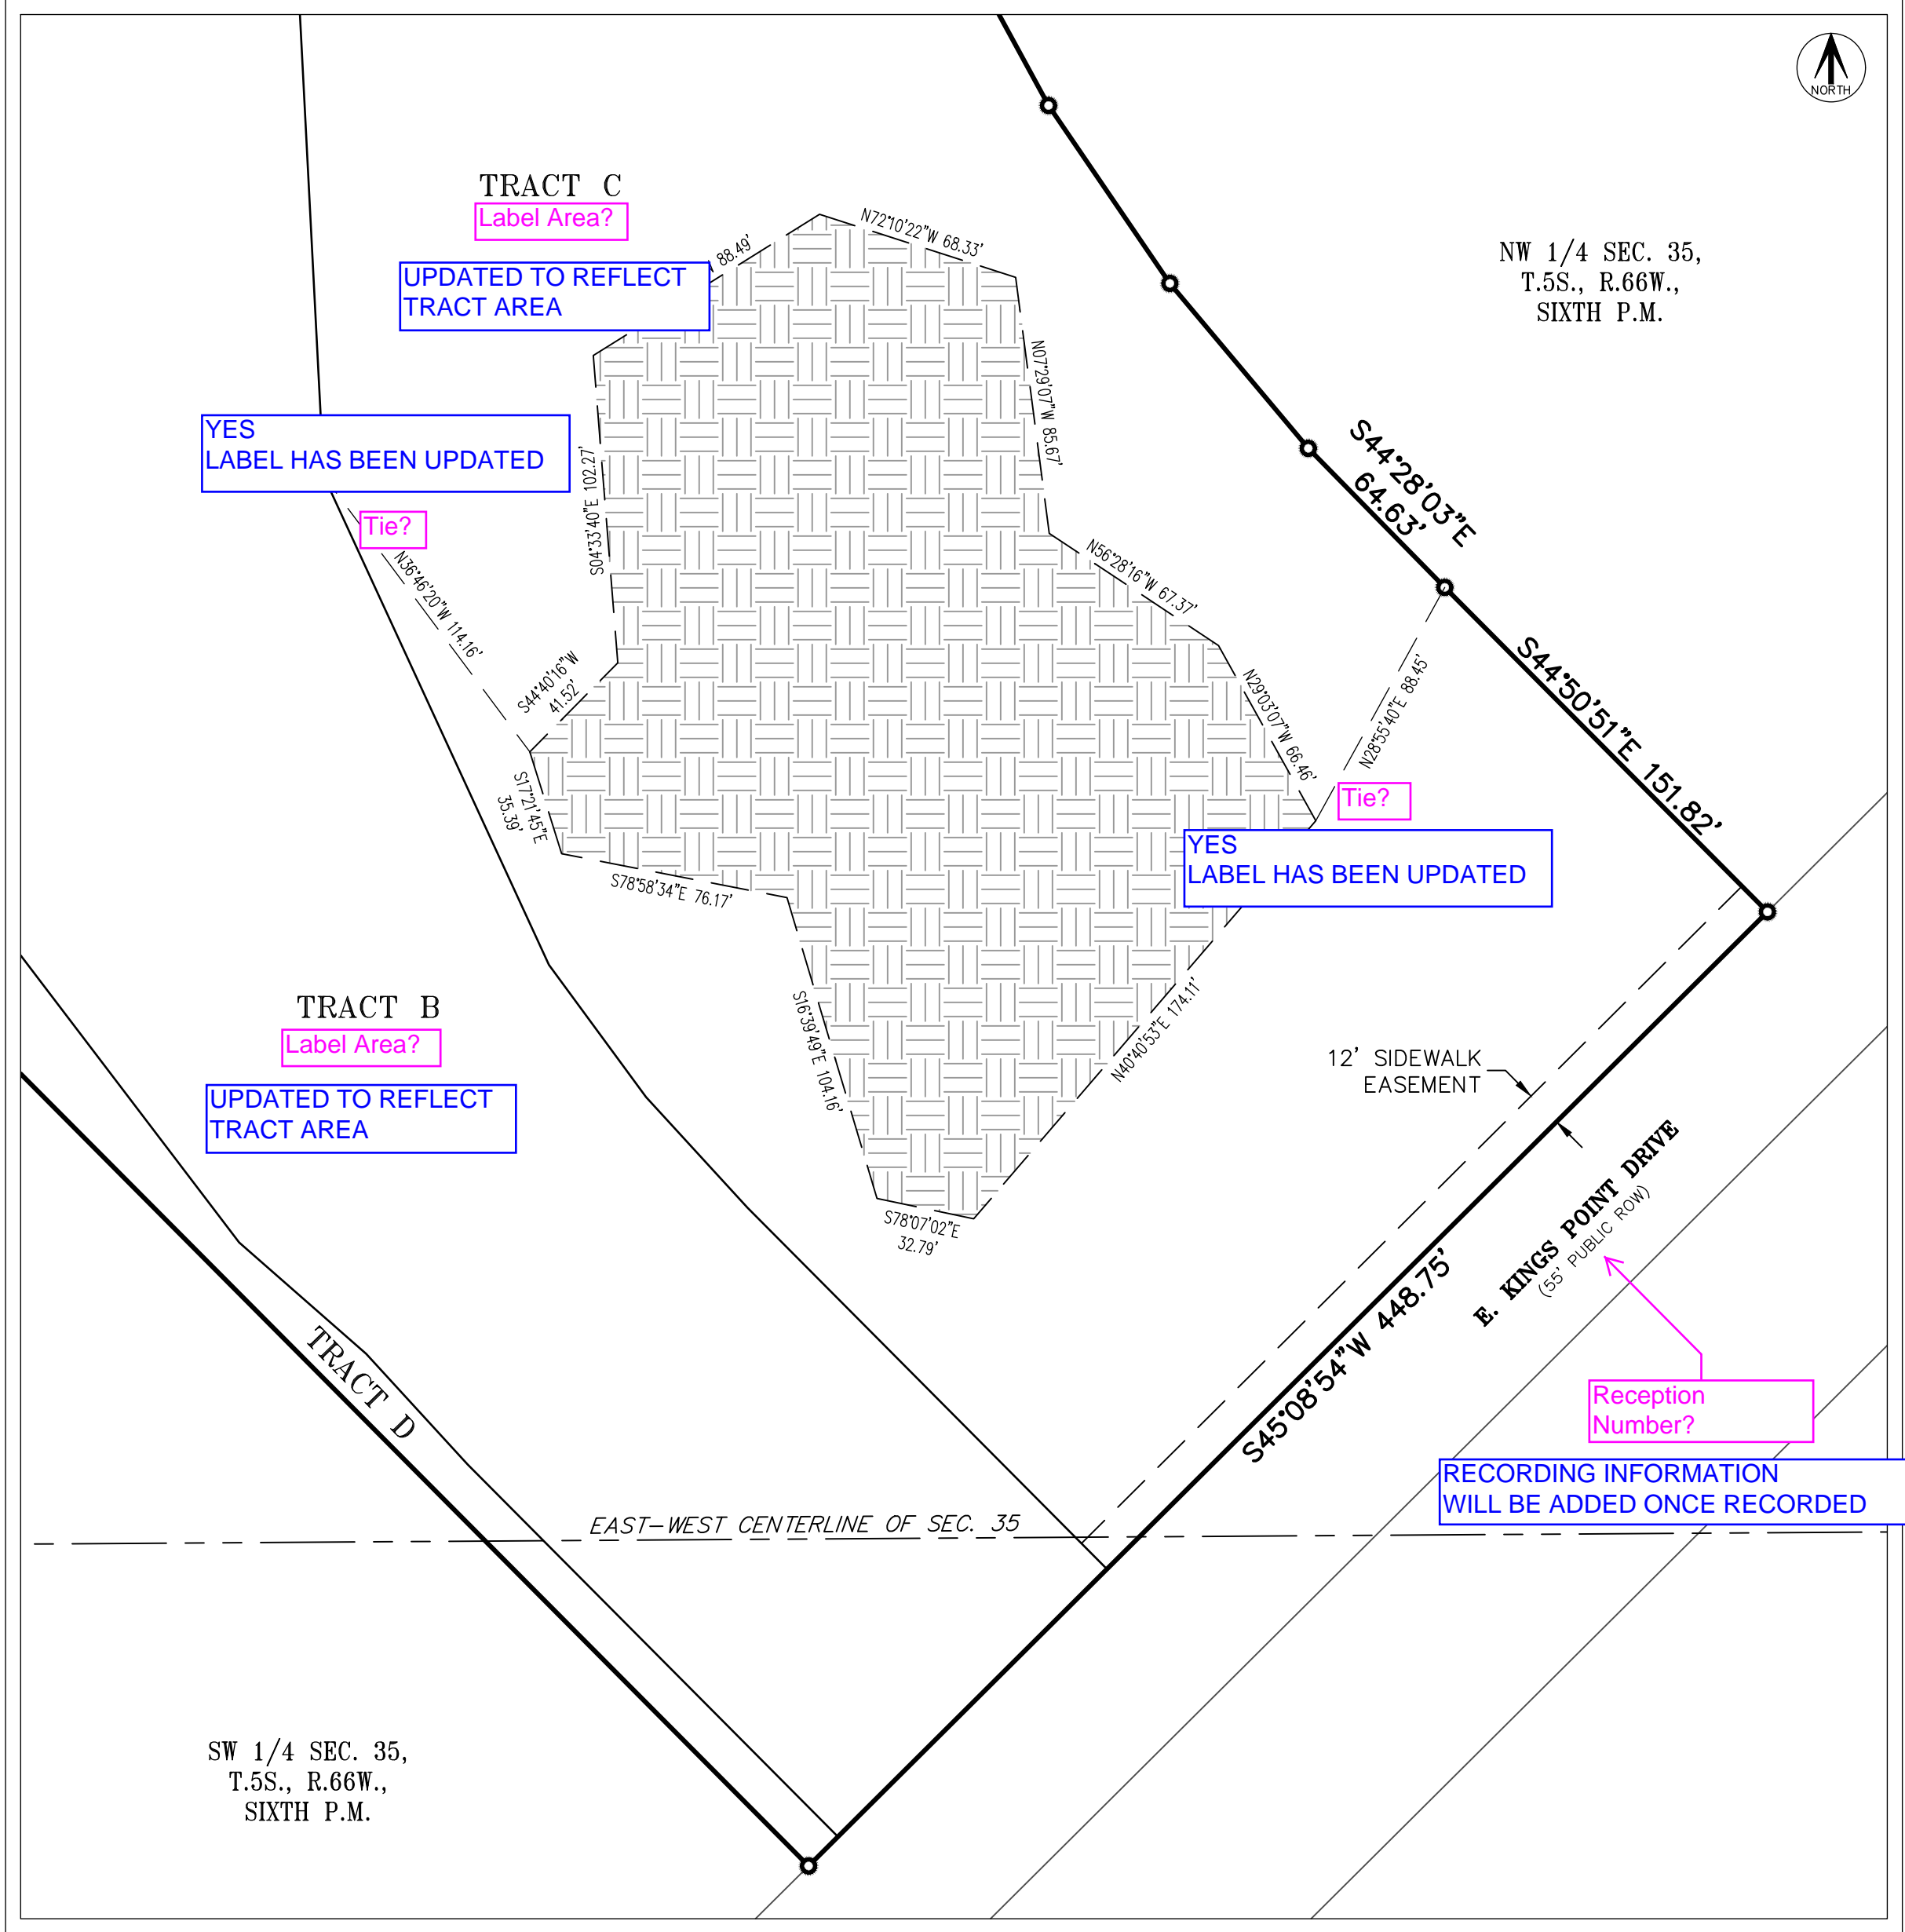 NORTH
TRACT C
Label Area?
UPDATED TO REFLECT
TRACT AREA
88.49'
N72°10'22"W 68.33'
NW 1/4 SEC. 35,
T.5S., R.66W.,
SIXTH P.M.
N07°29'07"W 85.67'
YES
LABEL HAS BEEN UPDATED
S04°33'40"E 102.27'
S44°28'03"E
64.63'
Tie?
N36°46'20"W 114.16'
N56°28'16"W 67.37'
S44°40'16"W
41.52'
N29°03'07"W 66.46'
N28°55'40"E 88.45'
S44°50'51"E 151.82'
Tie?
S17°21'45"E
35.39'
YES
LABEL HAS BEEN UPDATED
S78°58'34"E 76.17'
TRACT B
Label Area?
UPDATED TO REFLECT
TRACT AREA
S16°39'49"E 104.16'
N40°40'53"E 174.11'
12' SIDEWALK
EASEMENT
S78°07'02"E
32.79'
E. KINGS POINT DRIVE
(55' PUBLIC ROW)
S45°08'54"W 448.75'
TRACT D
Reception
Number?
RECORDING INFORMATION
WILL BE ADDED ONCE RECORDED
EAST-WEST CENTERLINE OF SEC. 35
SW 1/4 SEC. 35,
T.5S., R.66W.,
SIXTH P.M.